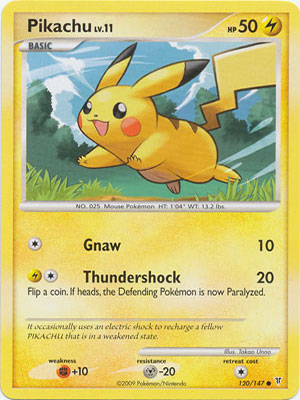 Pikachu LV.11 HP 50
BASIC
NO. 025 Mouse Pokémon HT: 1'04" WT: 13.2 lbs.
Gnaw 10
Thundershock 20
Flip a coin. If heads, the Defending Pokémon is now Paralyzed.
It occasionally uses an electric shock to recharge a fellow
PIKACHU that is in a weakened state.
Illus. Takao Unno
weakness resistance retreat cost
+10 -20
©2009 Pokémon/Nintendo 120/147